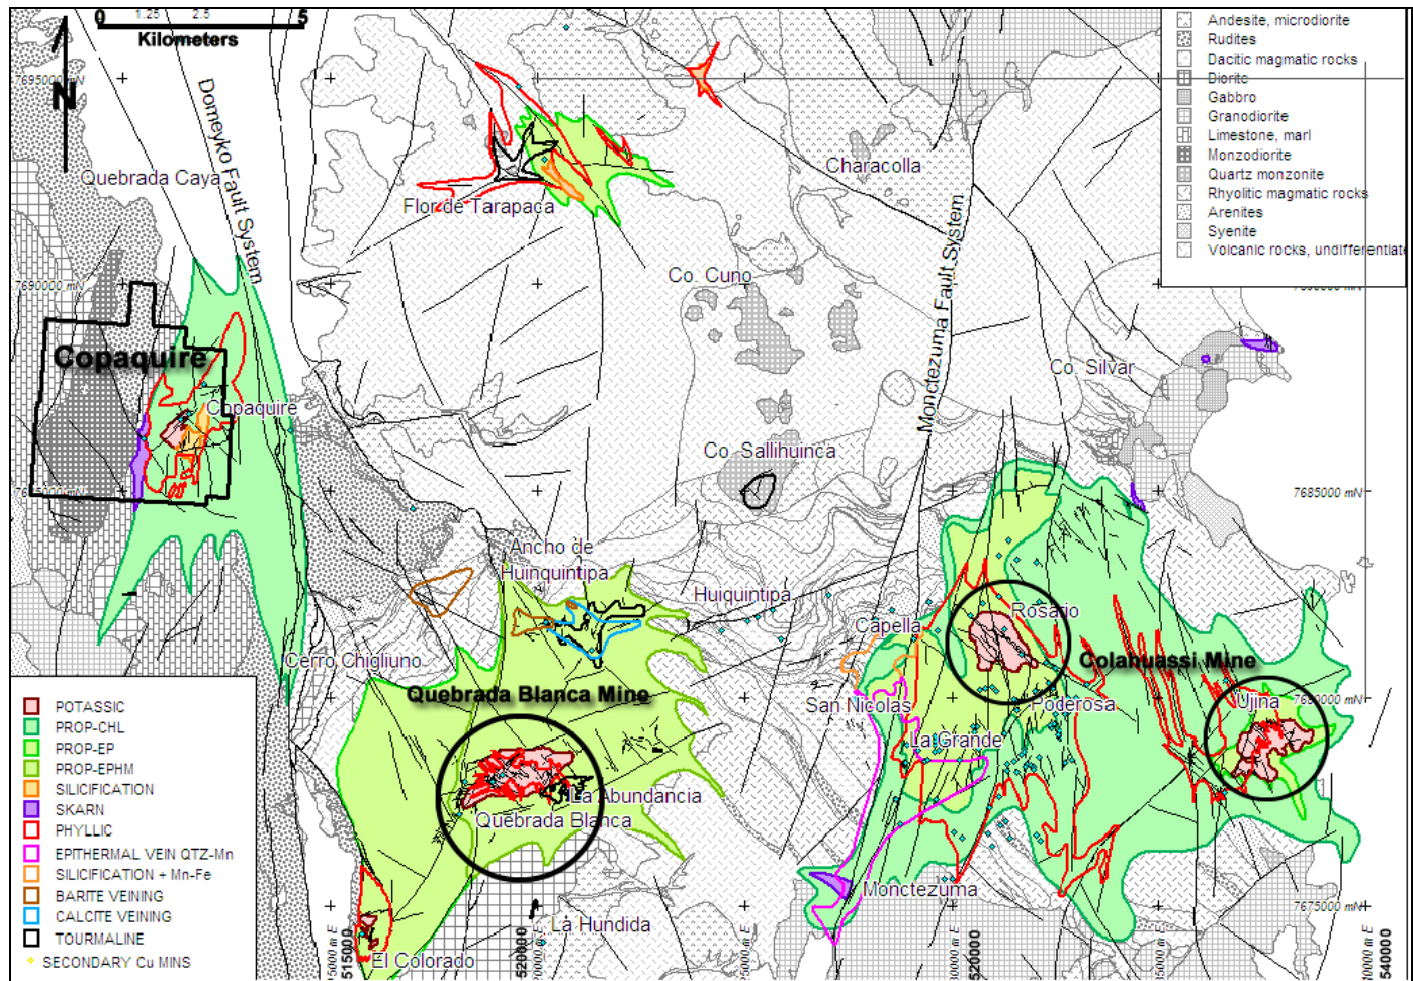 0 1.25 2.5 5
Kilometers
7695000 mN
N
Domeyko Fault System
Quebrada Caya
Flor de Tarapaca
Characolla
Andesite, microdiorite
Rudites
Dacitic magmatic rocks
Diorite
Gabbro
Granodiorite
Limestone, marl
Monzodiorite
Quartz monzonite
Rhyolitic magmatic rocks
Arenites
Syenite
Volcanic rocks, undifferentiate
7690000 mN
Co. Cuno
Monctezuma Fault System
Copaquire
Copaquire
Co. Silvar
Co. Sallihuinca
7685000 mN
Ancho de
Huinquintipa
Huiquintipa
Capella
Rosario
Cerro Chigliuno
Colahuassi Mine
Quebrada Blanca Mine
San Nicolas
Poderosa
Ujina
7680000 mN
La Grande
La Abundancia
Quebrada Blanca
Monctezuma
7675000 mN
La Hundida
El Colorado
POTASSIC
PROP-CHL
PROP-EP
PROP-EPHM
SILICIFICATION
SKARN
PHYLLIC
EPITHERMAL VEIN QTZ-Mn
SILICIFICATION + Mn-Fe
BARITE VEINING
CALCITE VEINING
TOURMALINE
SECONDARY Cu MINS
515000
520000
520000
540000